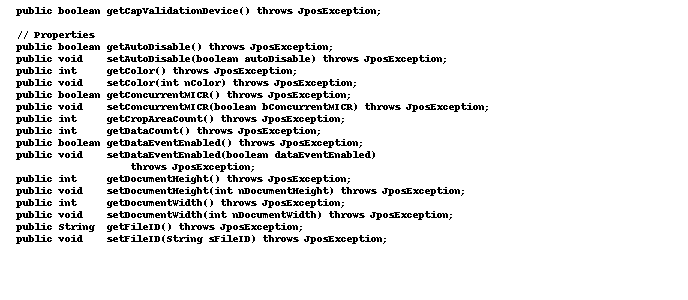 public boolean getCapValidationDevice() throws JposException;
// Properties
public boolean getAutoDisable() throws JposException;
public void setAutoDisable(boolean autoDisable) throws JposException;
public int getColor() throws JposException;
public void setColor(int nColor) throws JposException;
public boolean getConcurrentMICR() throws JposException;
public void setConcurrentMICR(boolean bConcurrentMICR) throws JposException;
public int getCropAreaCount() throws JposException;
public int getDataCount() throws JposException;
public boolean getDataEventEnabled() throws JposException;
public void setDataEventEnabled(boolean dataEventEnabled)
throws JposException;
public int getDocumentHeight() throws JposException;
public void setDocumentHeight(int nDocumentHeight) throws JposException;
public int getDocumentWidth() throws JposException;
public void setDocumentWidth(int nDocumentWidth) throws JposException;
public String getFileID() throws JposException;
public void setFileID(String sFileID) throws JposException;